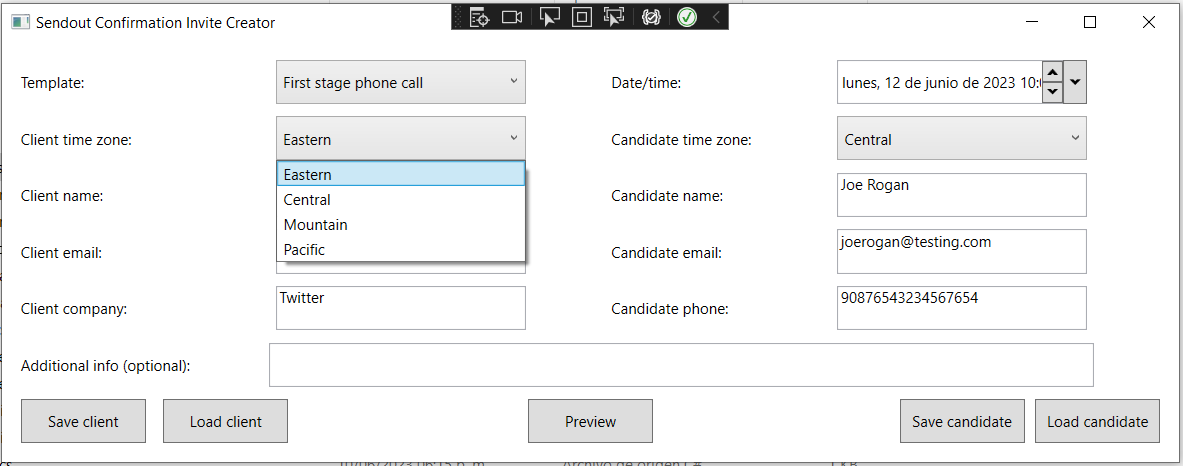 Sendout Confirmation Invite Creator
Template: First stage phone call Date/time: lunes, 12 de junio de 2023 10:
Client time zone: Eastern Candidate time zone: Central
Eastern
Central
Mountain
Pacific
Client name: Candidate name: Joe Rogan
Client email: Candidate email: joerogan@testing.com
Client company: Twitter Candidate phone: 90876543234567654
Additional info (optional):
Save client Load client Preview Save candidate Load candidate